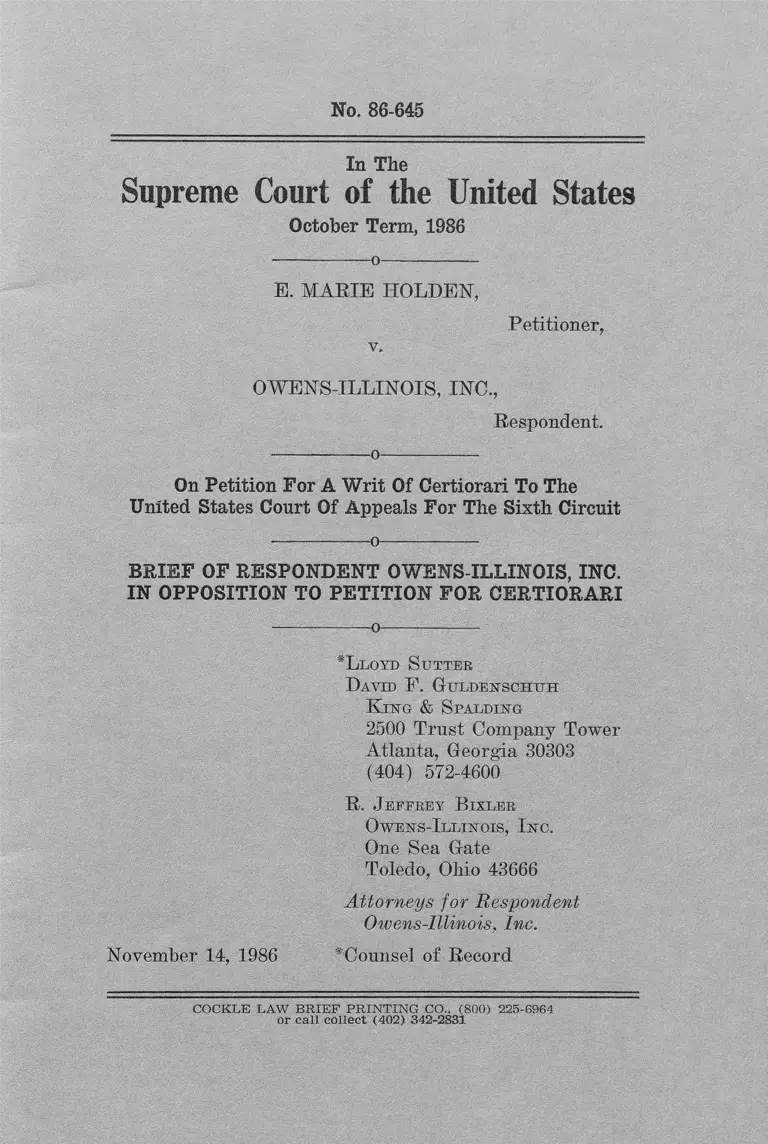 No. 86-645
In The
Supreme Court of the United States
October Term, 1986
o
E. MARIE HOLDEN,
Petitioner,
v.
OWENS-ILLINOIS, INC.,
Respondent.
o
On Petition For A Writ Of Certiorari To The
United States Court Of Appeals For The Sixth Circuit
o
BRIEF OF RESPONDENT OWENS-ILLINOIS, INC.
IN OPPOSITION TO PETITION FOR CERTIORARI
o
*LLOYD SUTTER
DAVID F. GULDENSCHUH
KING & SPALDING
2500 Trust Company Tower
Atlanta, Georgia 30303
(404) 572-4600
R. JEFFREY BIXLER
OWENS-ILLINOIS, INC.
One Sea Gate
Toledo, Ohio 43666
Attorneys for Respondent
Owens-Illinois, Inc.
November 14, 1986 *Counsel of Record
COCKLE LAW BRIEF PRINTING CO., (800) 225-6964
or call collect (402) 342-2831